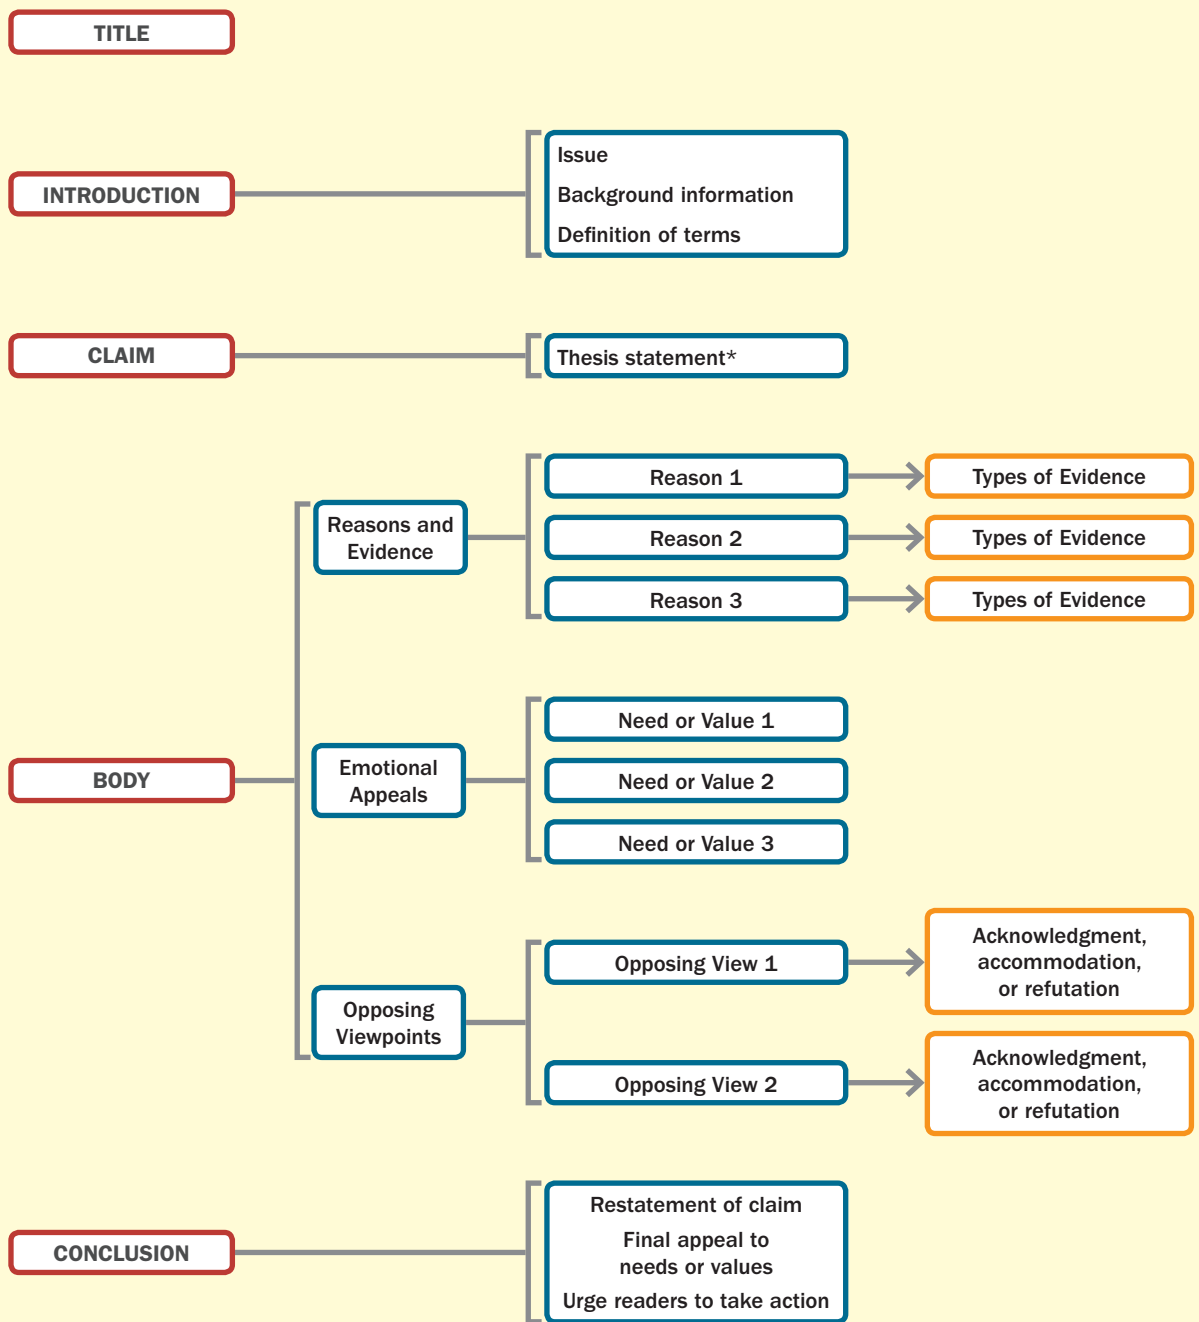 TITLE
INTRODUCTION
Issue
Background information
Definition of terms
CLAIM
Thesis statement*
BODY
Reasons and
Evidence
Reason 1
Types of Evidence
Reason 2
Types of Evidence
Reason 3
Types of Evidence
Emotional
Appeals
Need or Value 1
Need or Value 2
Need or Value 3
Opposing
Viewpoints
Opposing View 1
Acknowledgment,
accommodation,
or refutation
Opposing View 2
Acknowledgment,
accommodation,
or refutation
CONCLUSION
Restatement of claim
Final appeal to
needs or values
Urge readers to take action